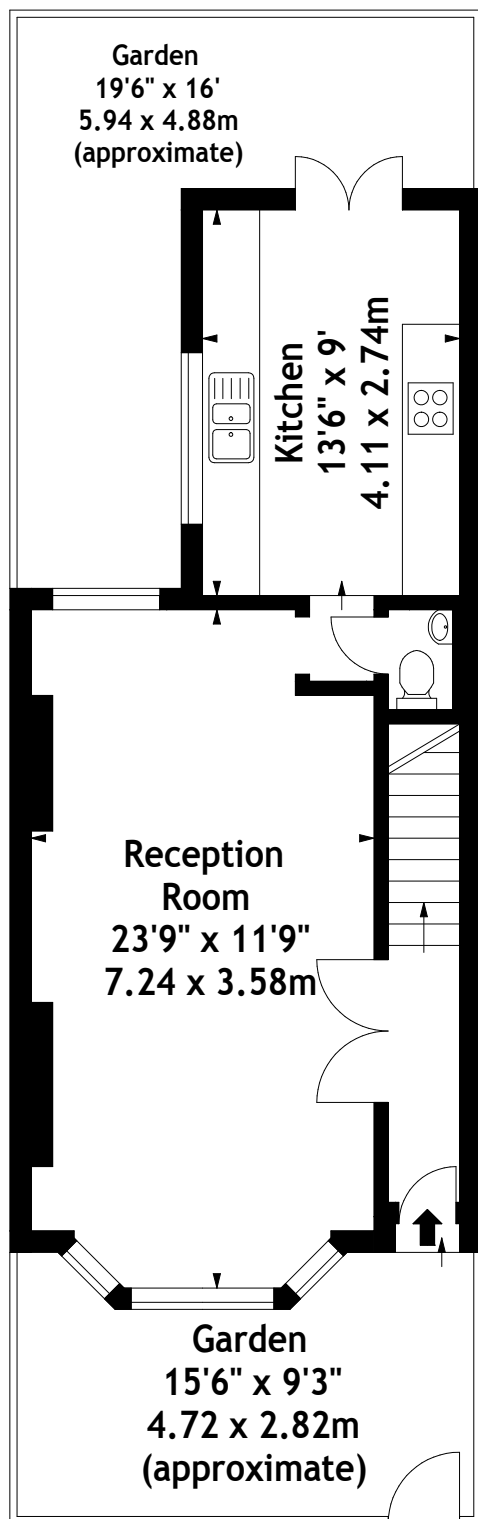 Garden
19'6" x 16'
5.94 x 4.88m
(approximate)
Kitchen
13'6" x 9'
4.11 x 2.74m
Reception
Room
23'9" x 11'9"
7.24 x 3.58m
Garden
15'6" x 9'3"
4.72 x 2.82m
(approximate)